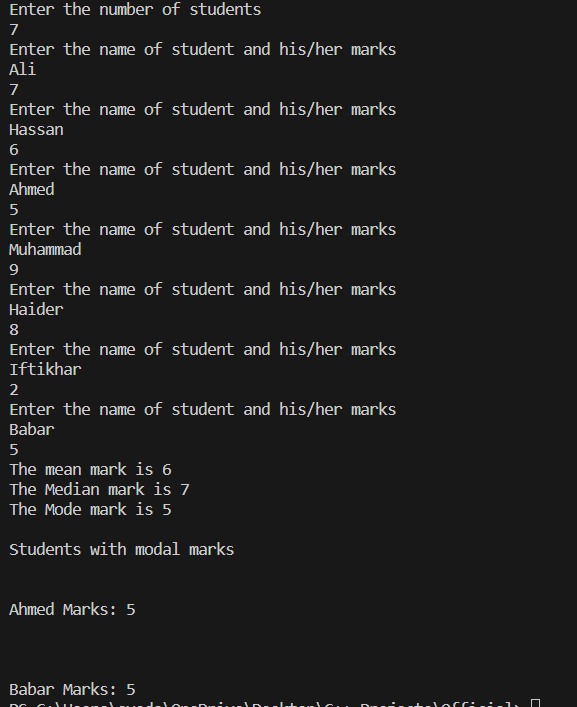 Enter the number of students
7
Enter the name of student and his/her marks
Ali
7
Enter the name of student and his/her marks
Hassan
6
Enter the name of student and his/her marks
Ahmed
5
Enter the name of student and his/her marks
Muhammad
9
Enter the name of student and his/her marks
Haider
8
Enter the name of student and his/her marks
Iftikhar
2
Enter the name of student and his/her marks
Babar
5
The mean mark is 6
The Median mark is 7
The Mode mark is 5
Students with modal marks
Ahmed Marks: 5
Babar Marks: 5